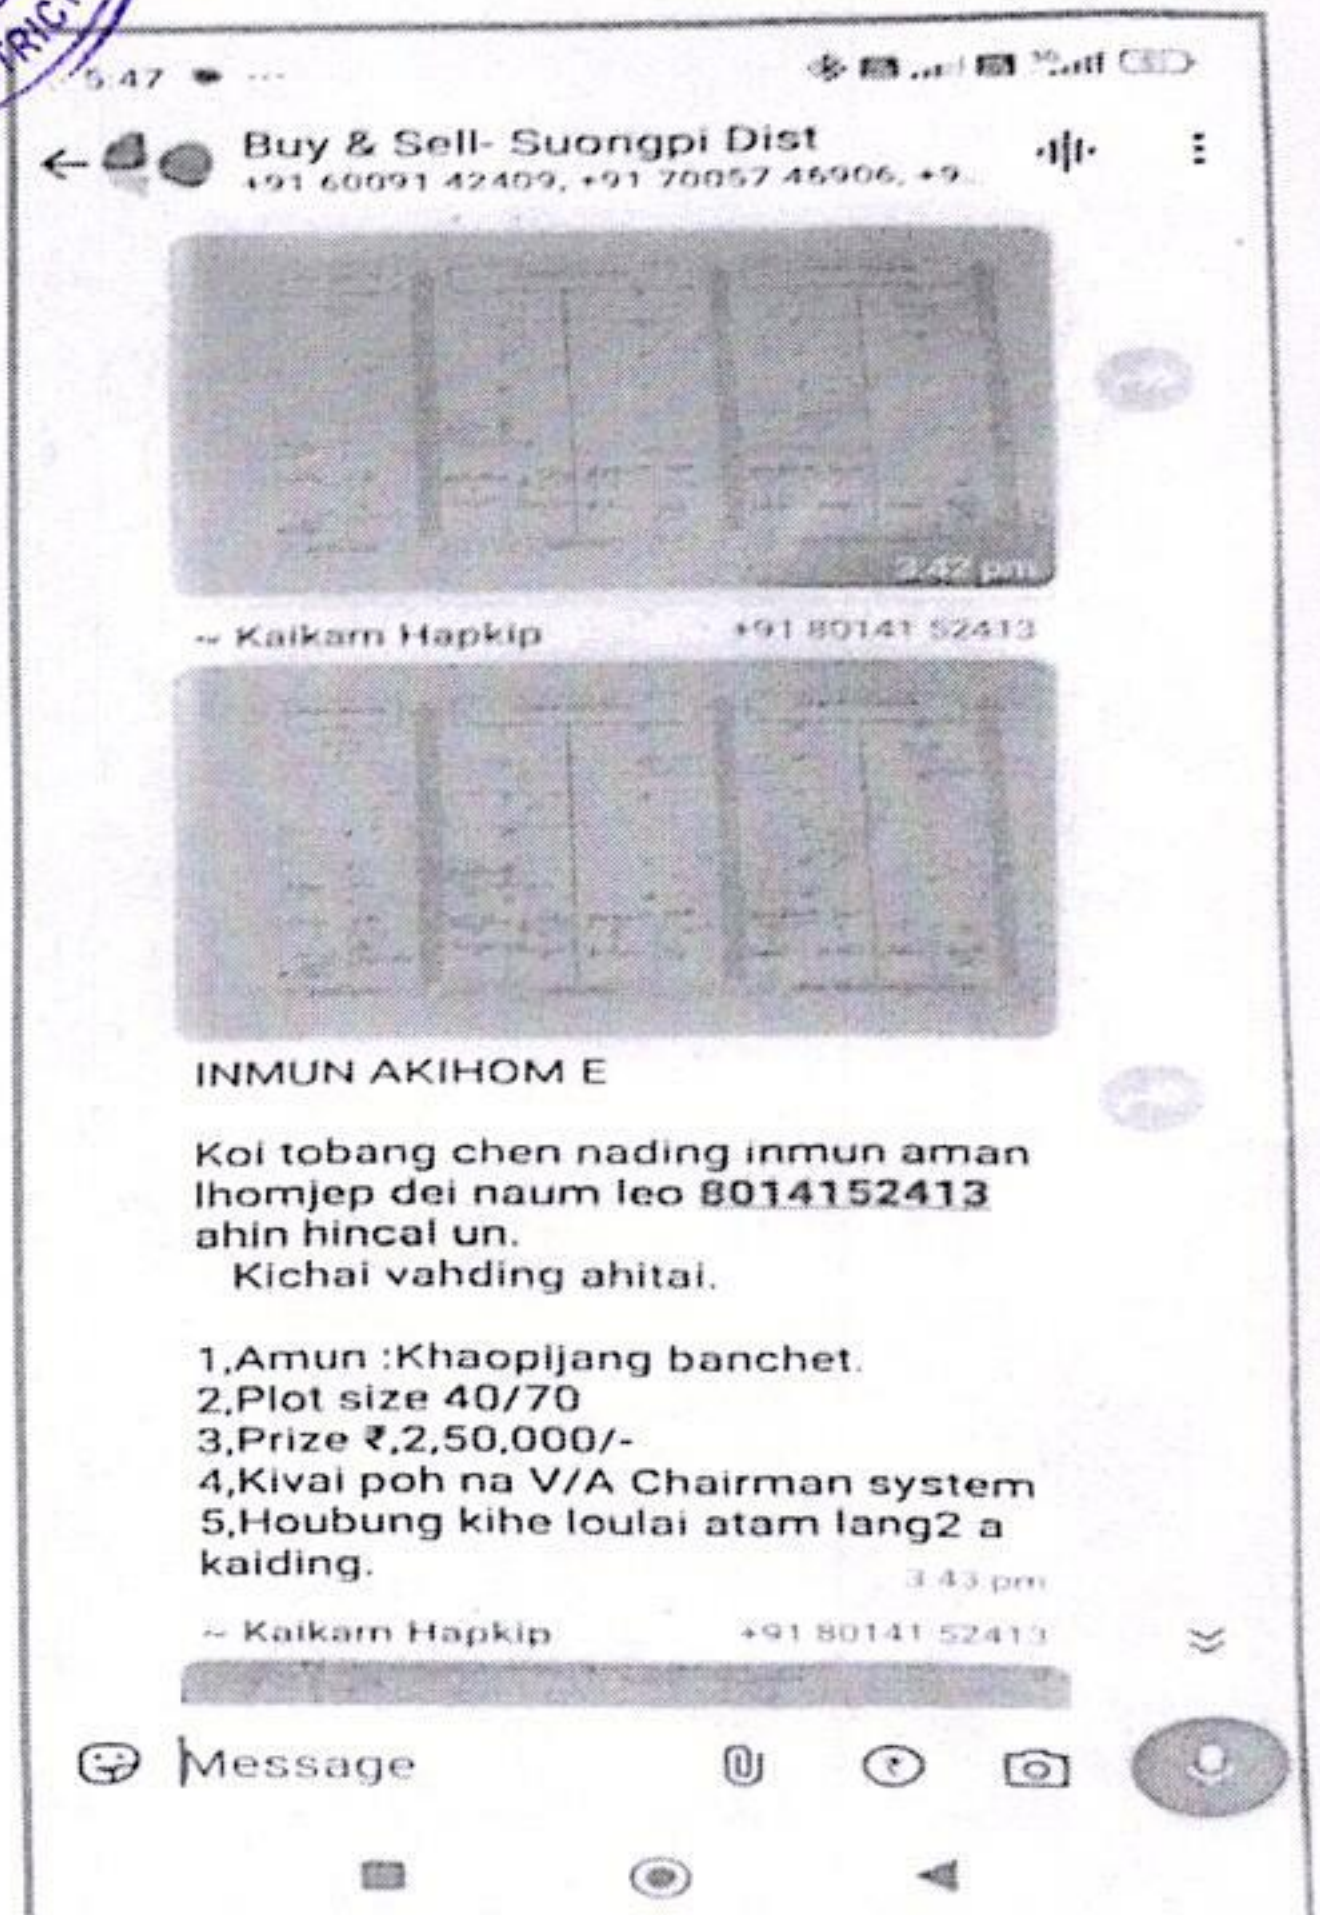 5:47
Buy & Sell- Suongpi Dist
+91 60091 42409, +91 70057 46906, +9...
3:42 pm
~ Kaikam Hapkip +91 80141 52413
INMUN AKIHOM E
Koi tobang chen nading inmun aman
lhomjep dei naum leo 8014152413
ahin hincal un.
Kichai vahding ahitai.
1,Amun :Khaopijang banchet.
2,Plot size 40/70
3,Prize ₹,2,50,000/-
4,Kivai poh na V/A Chairman system
5,Houbung kihe loulai atam lang2 a
kaiding.
3:43 pm
~ Kaikam Hapkip +91 80141 52413
Message